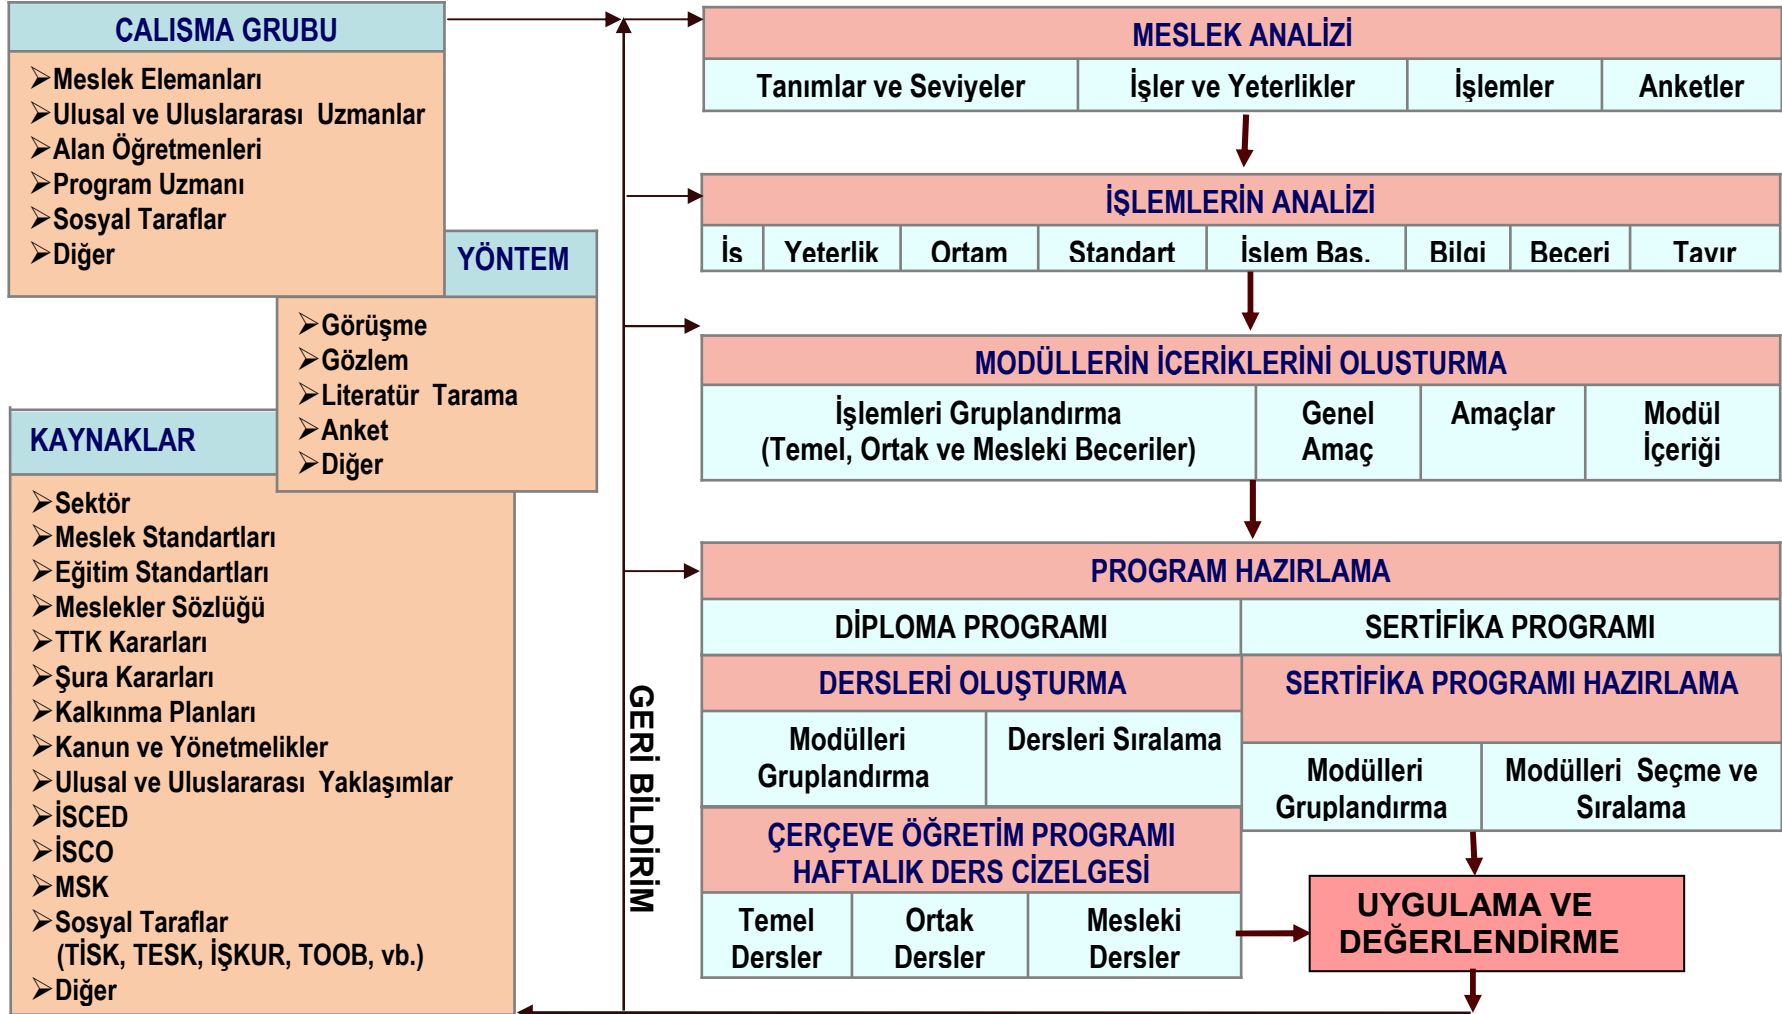 CALISMA GRUBU
➢Meslek Elemanları
➢Ulusal ve Uluslararası Uzmanlar
➢Alan Öğretmenleri
➢Program Uzmanı
➢Sosyal Taraflar
➢Diğer
YÖNTEM
➢Görüşme
➢Gözlem
➢Literatür Tarama
➢Anket
➢Diğer
KAYNAKLAR
➢Sektör
➢Meslek Standartları
➢Eğitim Standartları
➢Meslekler Sözlüğü
➢TTK Kararları
➢Şura Kararları
➢Kalkınma Planları
➢Kanun ve Yönetmelikler
➢Ulusal ve Uluslararası Yaklaşımlar
➢İSCED
➢İSCO
➢MSK
➢Sosyal Taraflar
(TİSK, TESK, İŞKUR, TOOB, vb.)
➢Diğer
GERİ BİLDİRİM
MESLEK ANALİZİ
Tanımlar ve Seviyeler
İşler ve Yeterlikler
İşlemler
Anketler
İŞLEMLERİN ANALİZİ
İs
Yeterlik
Ortam
Standart
İslem Bas.
Bilgi
Beceri
Tavır
MODÜLLERİN İCERİKLERİNİ OLUSTURMA
İşlemleri Gruplandırma
(Temel, Ortak ve Mesleki Beceriler)
Genel
Amaç
Amaçlar
Modül
İçeriği
PROGRAM HAZIRLAMA
DİPLOMA PROGRAMI
SERTİFİKA PROGRAMI
DERSLERİ OLUŞTURMA
SERTİFİKA PROGRAMI HAZIRLAMA
Modülleri
Gruplandırma
Dersleri Sıralama
Modülleri
Gruplandırma
Modülleri Seçme ve
Sıralama
ÇERÇEVE ÖĞRETİM PROGRAMI
HAFTALIK DERS CİZELGESİ
Temel
Dersler
Ortak
Dersler
Mesleki
Dersler
UYGULAMA VE
DEĞERLENDİRME